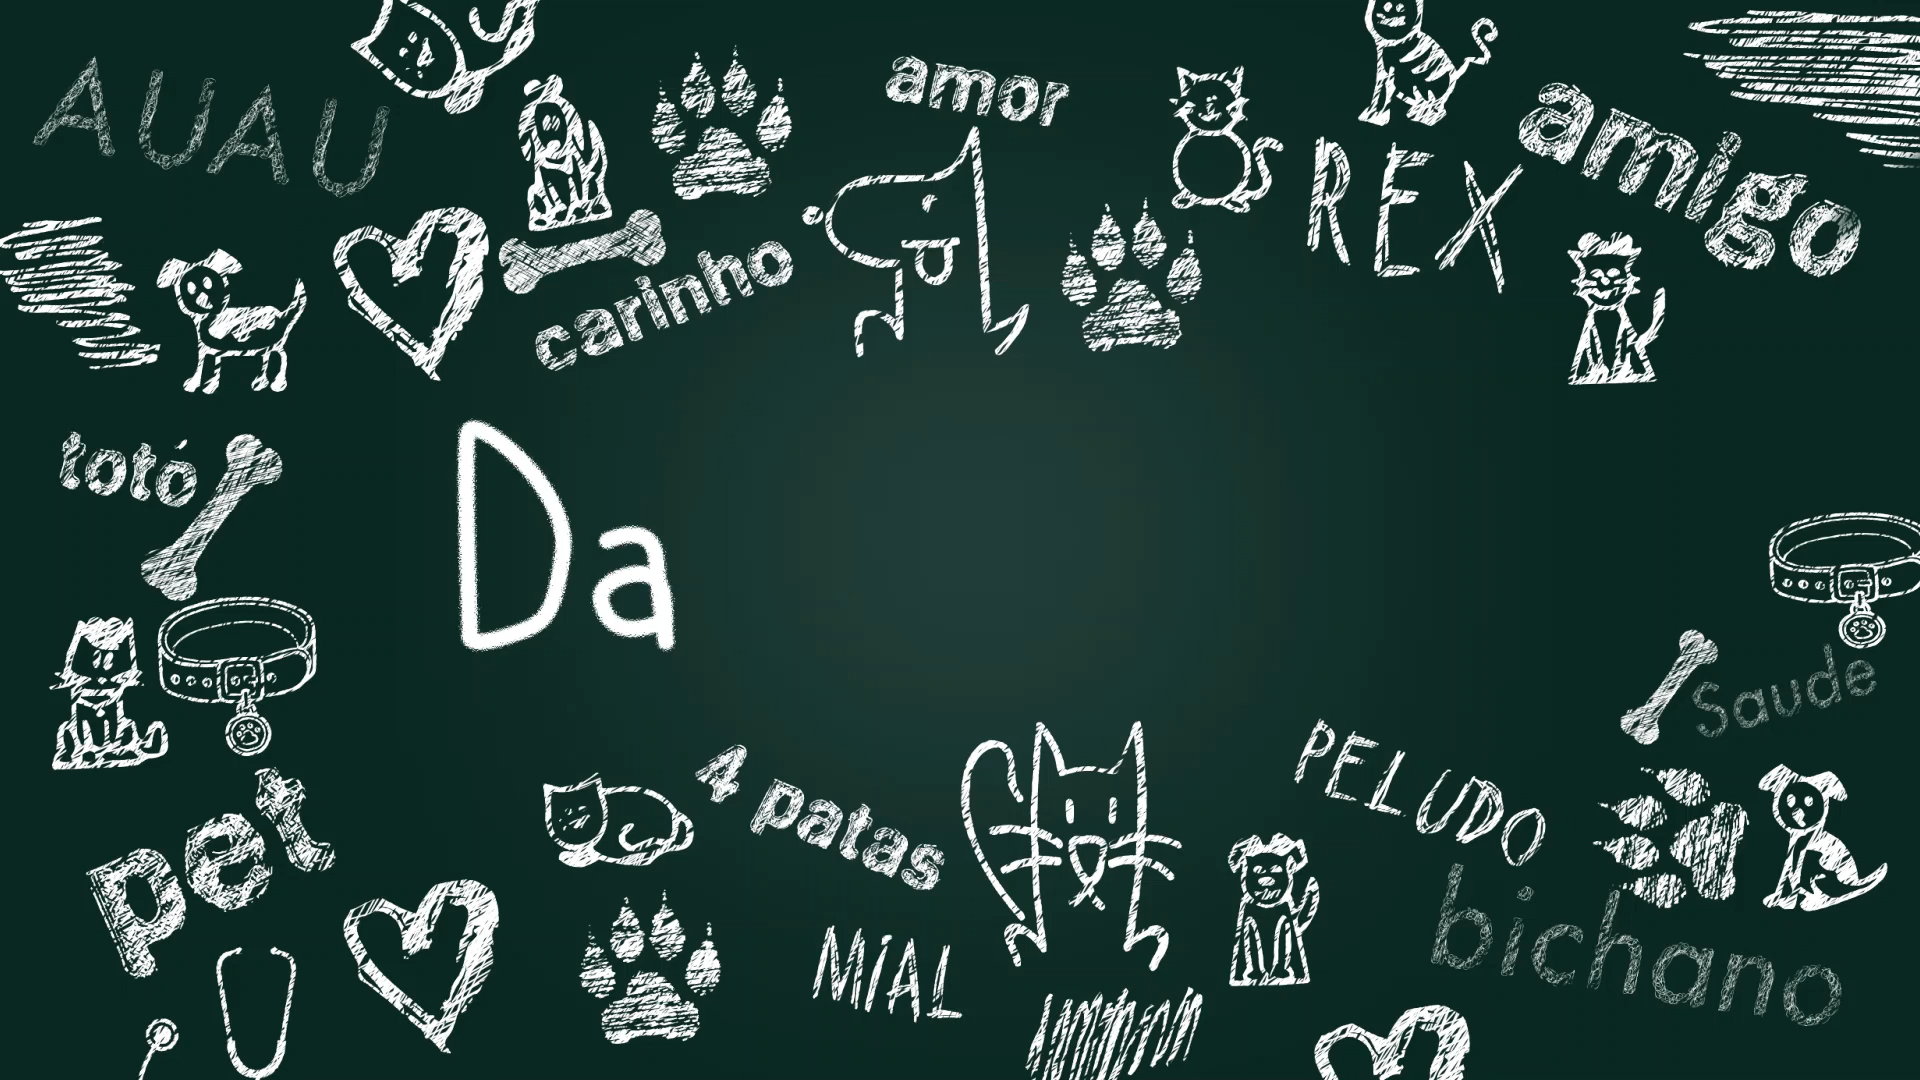 AUAU
amor
amigo
REX
carinho
totó
Da
Saude
4 patas
PELUDO
pet
bichano
MIAL